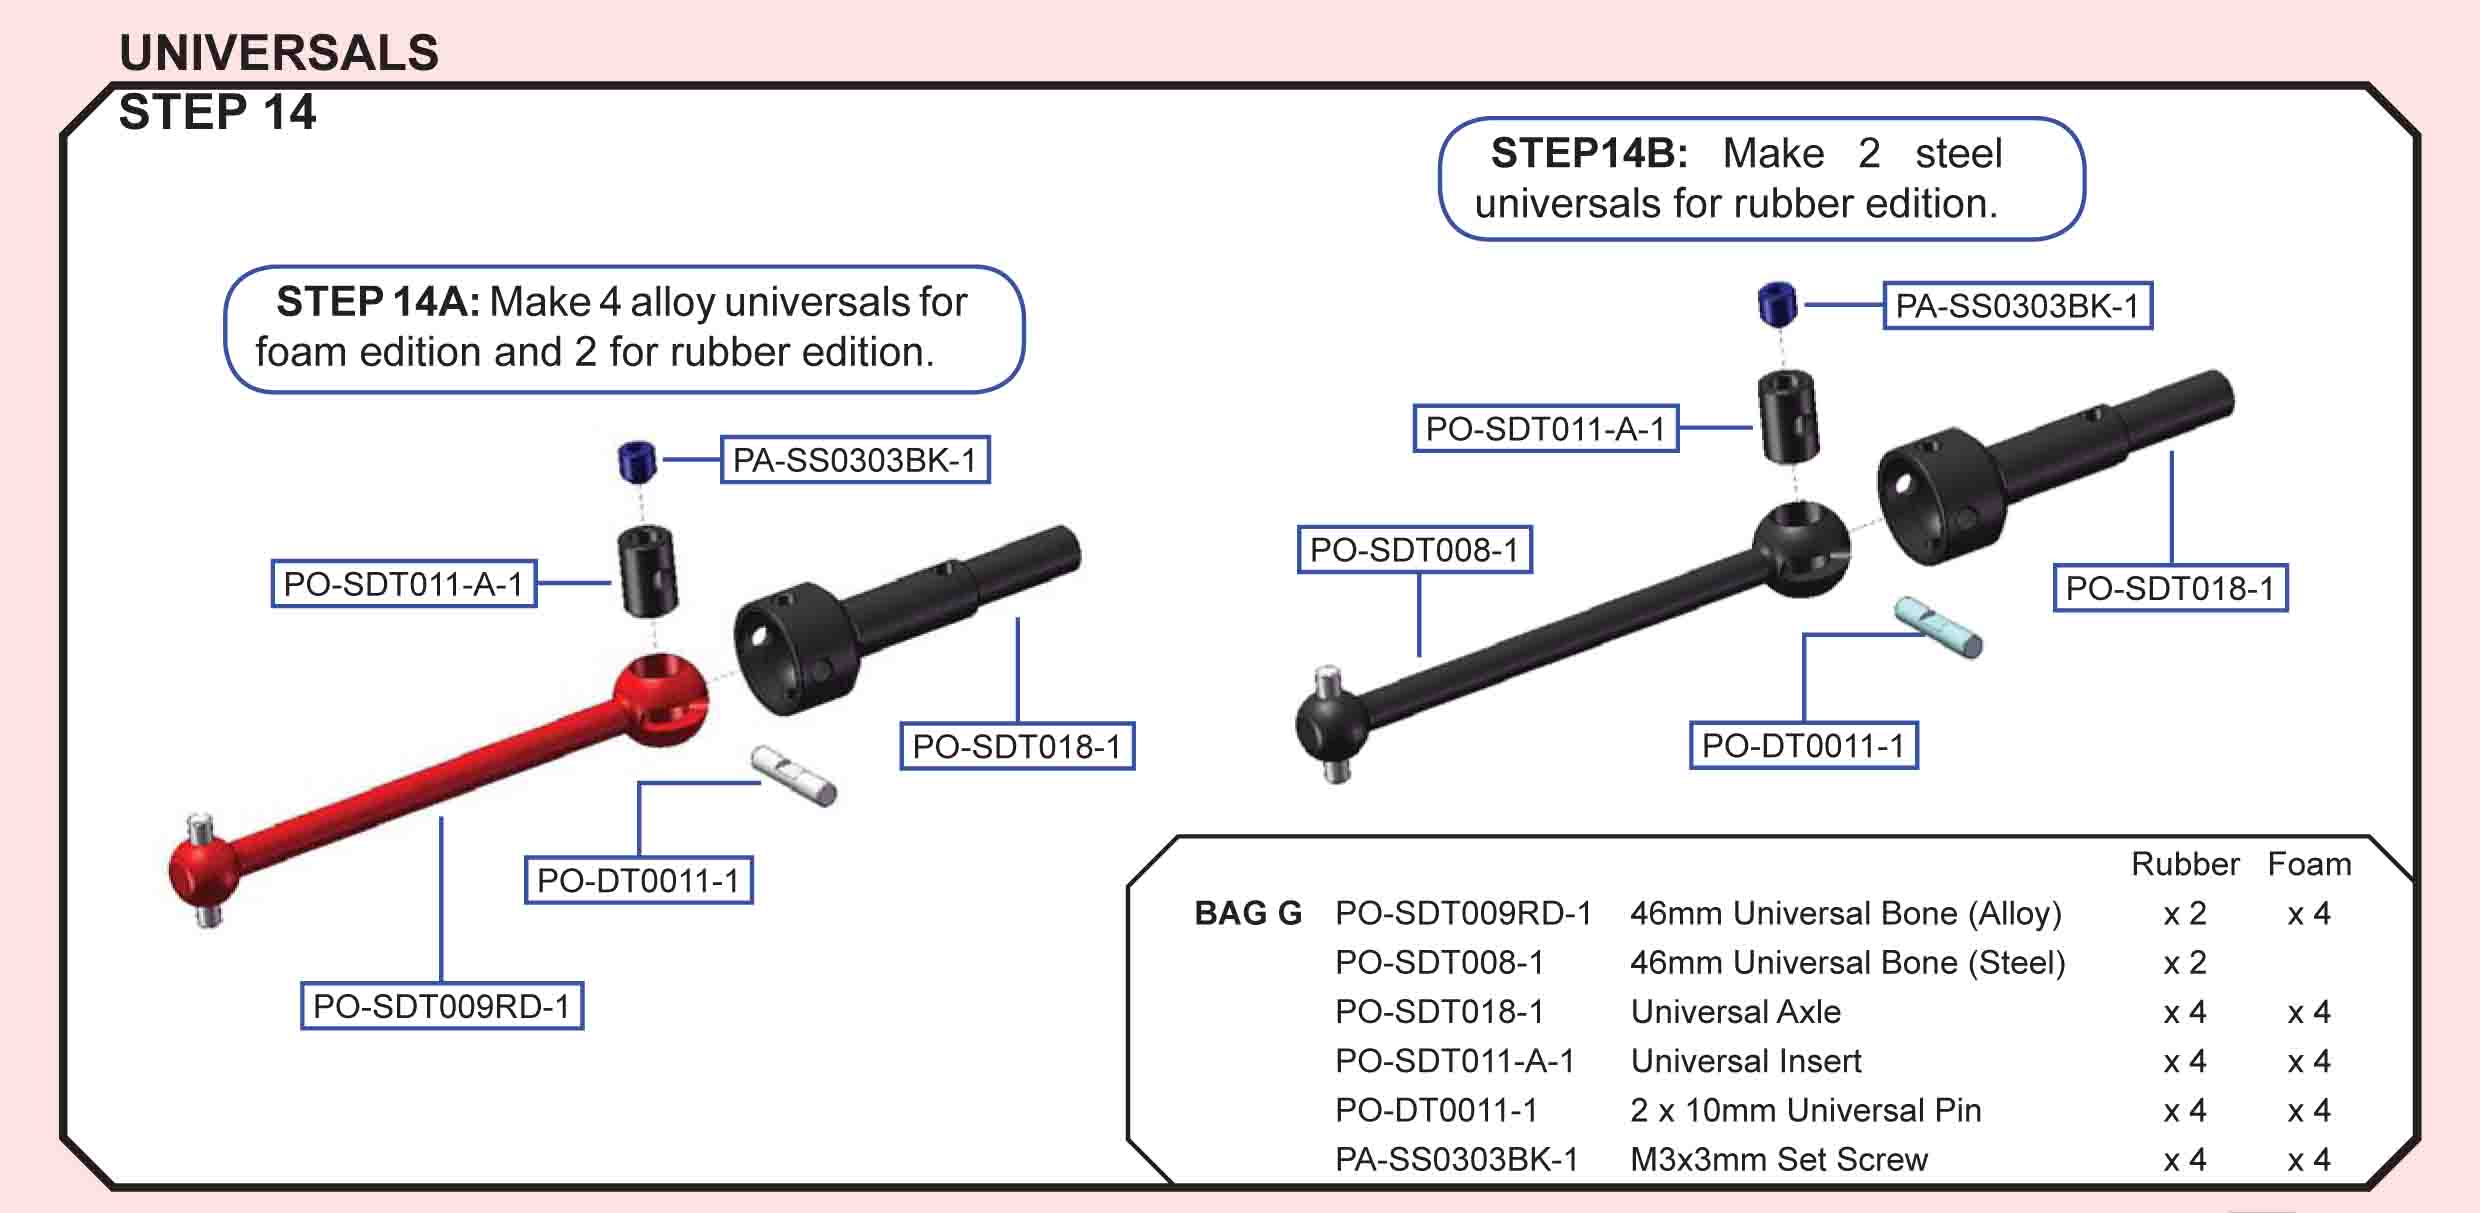 UNIVERSALS
STEP 14
STEP 14A: Make 4 alloy universals for
foam edition and 2 for rubber edition.
PA-SS0303BK-1
PO-SDT011-A-1
PO-SDT018-1
PO-DT0011-1
PO-SDT009RD-1
STEP14B: Make 2 steel
universals for rubber edition.
PA-SS0303BK-1
PO-SDT011-A-1
PO-SDT008-1
PO-SDT018-1
PO-DT0011-1
Rubber Foam
BAG G PO-SDT009RD-1 46mm Universal Bone (Alloy) x 2 x 4
PO-SDT008-1 46mm Universal Bone (Steel) x 2
PO-SDT018-1 Universal Axle x 4 x 4
PO-SDT011-A-1 Universal Insert x 4 x 4
PO-DT0011-1 2 x 10mm Universal Pin x 4 x 4
PA-SS0303BK-1 M3x3mm Set Screw x 4 x 4